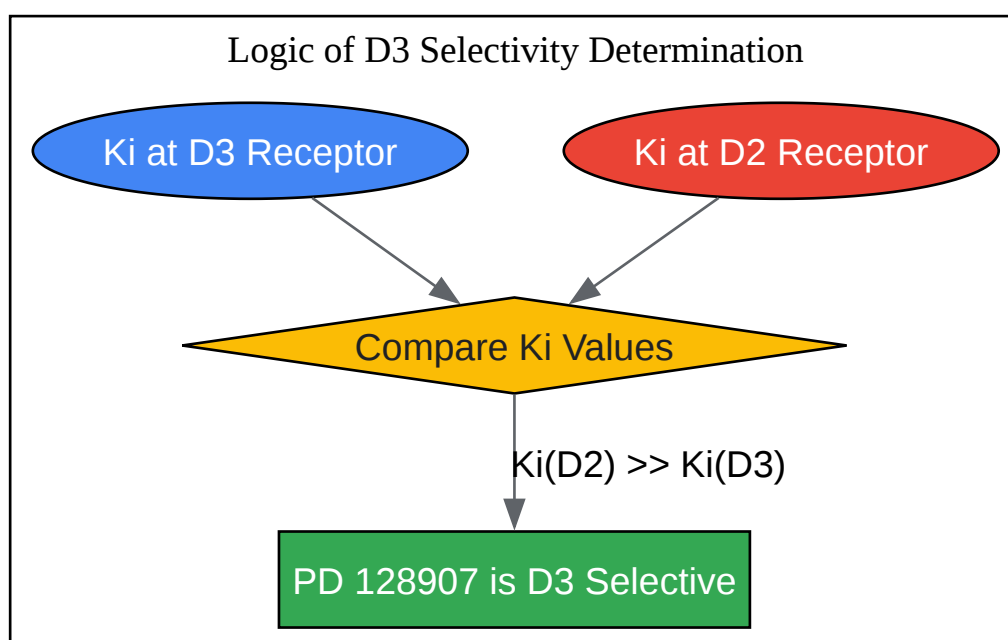 Logic of D3 Selectivity Determination
Ki at D3 Receptor
Ki at D2 Receptor
Compare Ki Values
Ki(D2) >> Ki(D3)
PD 128907 is D3 Selective